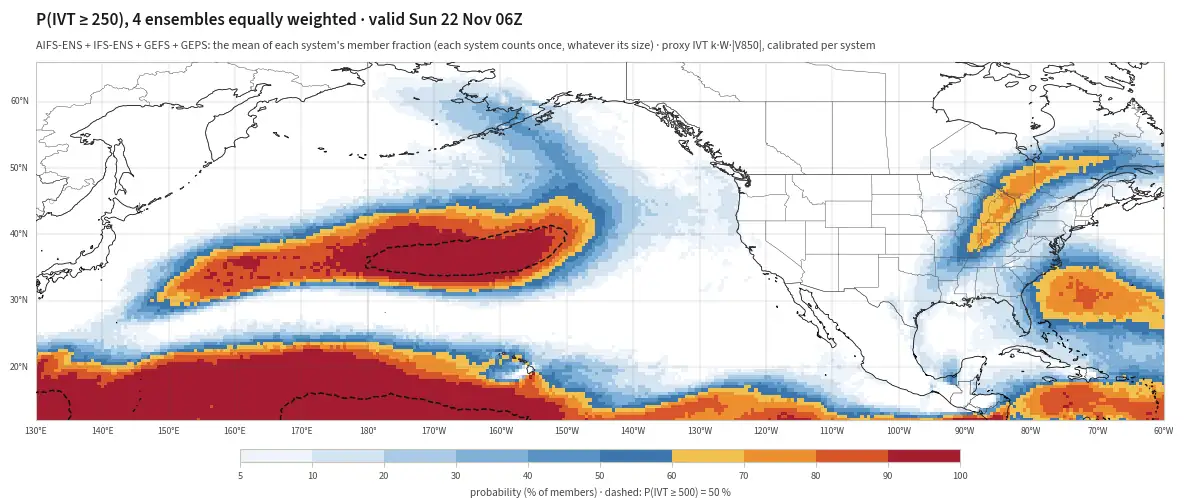 P(IVT ≥ 250), 4 ensembles equally weighted · valid Sun 22 Nov 06Z
AIFS-ENS + IFS-ENS + GEFS + GEPS: the mean of each system's member fraction (each system counts once, whatever its size) · proxy IVT k·W·|V850|, calibrated per system
60°N
50°N
40°N
30°N
20°N
130°E 140°E 150°E 160°E 170°E 180° 170°W 160°W 150°W 140°W 130°W 120°W 110°W 100°W 90°W 80°W 70°W 60°W
5 10 20 30 40 50 60 70 80 90 100
probability (% of members) · dashed: P(IVT ≥ 500) = 50 %